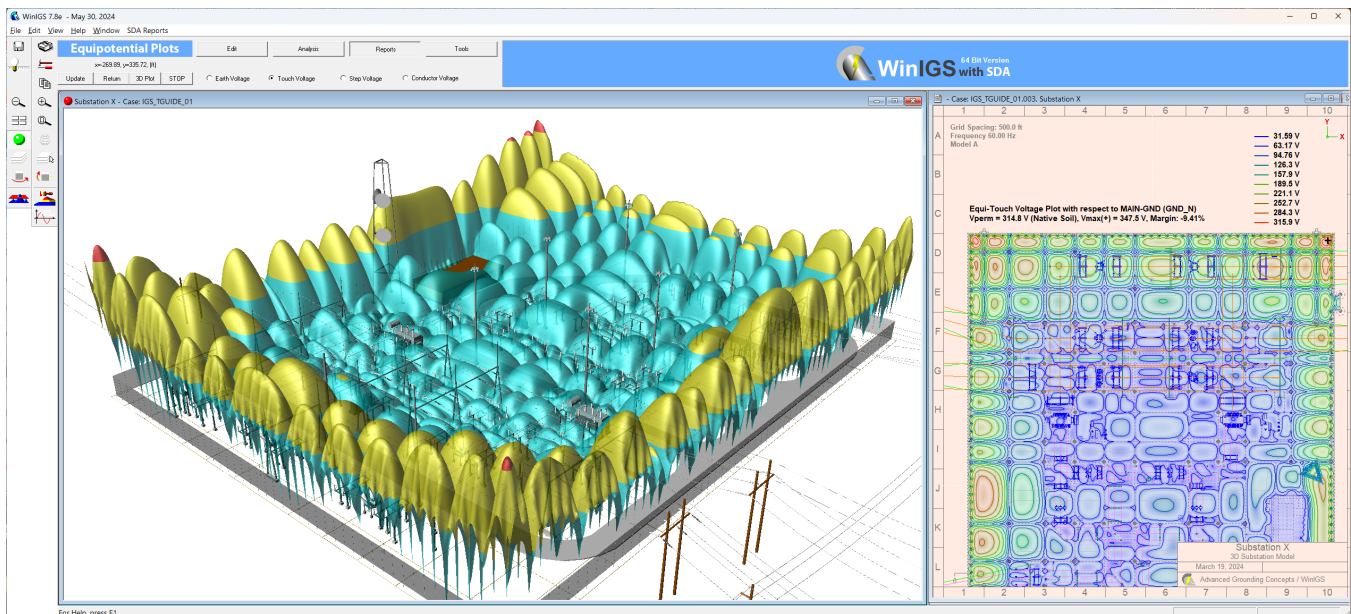 WinIGS 7.8e - May 30, 2024
File Edit View Help Window SDA Reports
Equipotential Plots
Edit Analysis Reports Tools
x=-269.89, y=335.72, (ft)
Update Return 3D Plot STOP Earth Voltage Touch Voltage Step Voltage Conductor Voltage
WinIGS 64 Bit Version with SDA
Substation X - Case: IGS_TGUIDE_01
- Case: IGS_TGUIDE_01.003. Substation X
1 2 3 4 5 6 7 8 9 10
A
B
C
D
E
F
G
H
I
J
K
L
Grid Spacing: 500.0 ft
Frequency 60.00 Hz
Model A
Y
X
31.59 V
63.17 V
94.76 V
126.3 V
157.9 V
189.5 V
221.1 V
252.7 V
284.3 V
315.9 V
Equi-Touch Voltage Plot with respect to MAIN-GND (GND_N)
Vperm = 314.8 V (Native Soil), Vmax(+) = 347.5 V, Margin: -9.41%
Substation X
3D Substation Model
March 19, 2024
Advanced Grounding Concepts / WinIGS
1 2 3 4 5 6 7 8 9 10
For Help, press F1